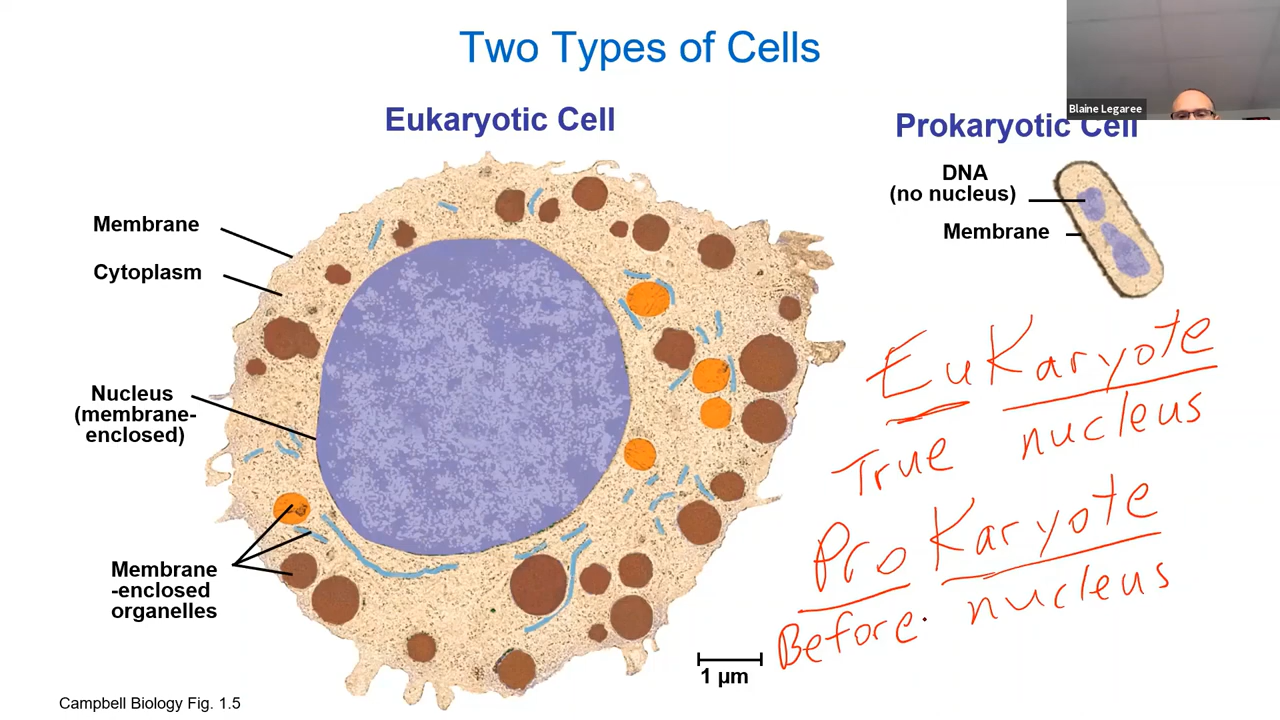 Two Types of Cells
Blaine Legaree
Eukaryotic Cell
Prokaryotic Cell
Membrane
Cytoplasm
Nucleus
(membrane-
enclosed)
Membrane
-enclosed
organelles
DNA
(no nucleus)
Membrane
EuKaryote
True nucleus
ProKaryote
Before nucleus
1 µm
Campbell Biology Fig. 1.5